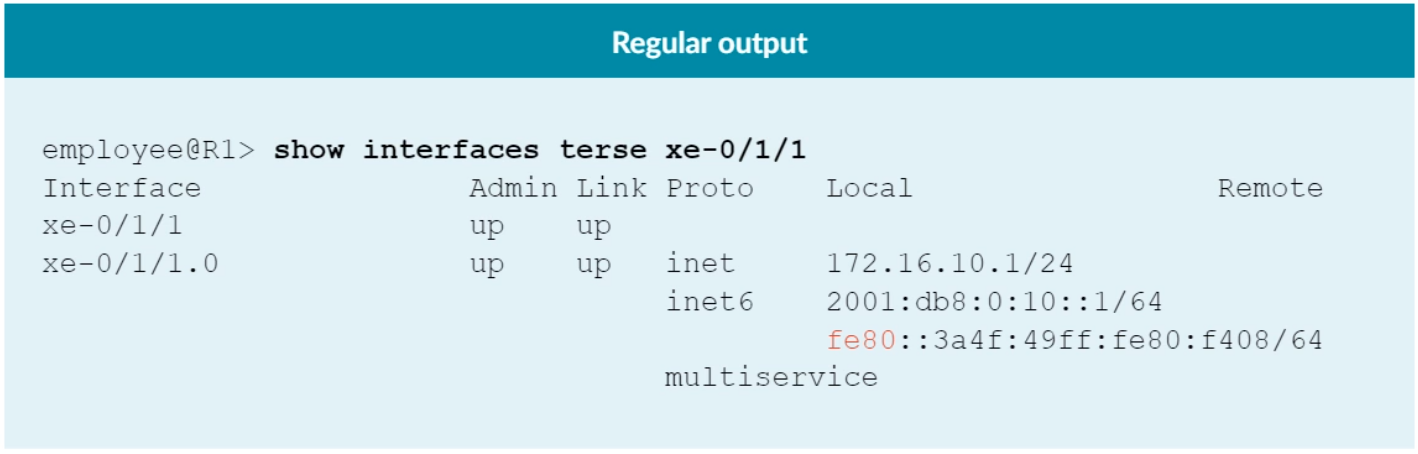 Regular output
employee@R1> show interfaces terse xe-0/1/1
Interface               Admin Link Proto    Local                 Remote
xe-0/1/1                up    up
xe-0/1/1.0              up    up   inet     172.16.10.1/24
                                   inet6    2001:db8:0:10::1/64
                                            fe80::3a4f:49ff:fe80:f408/64
                                   multiservice